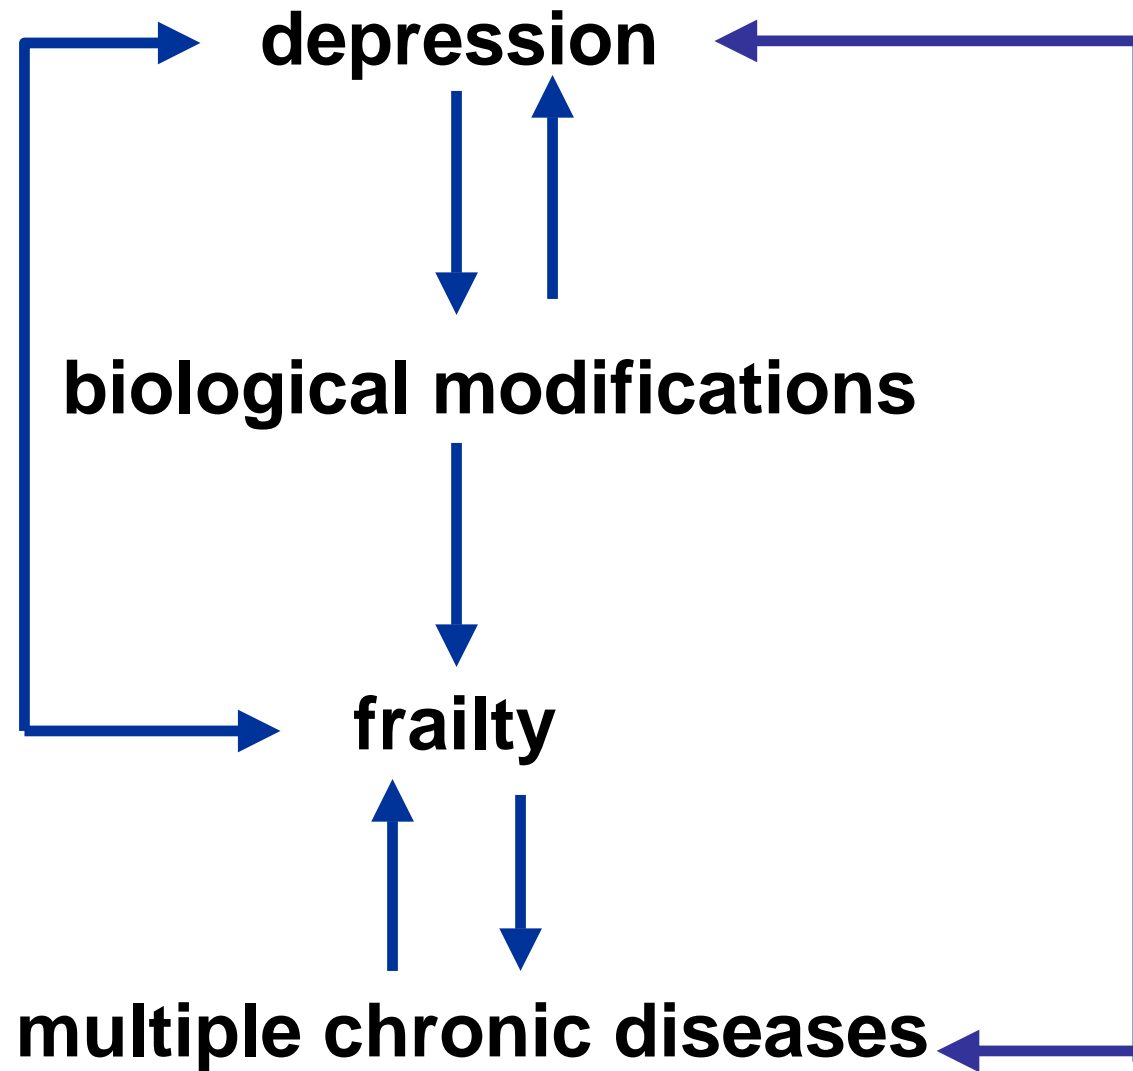 depression
biological modifications
frailty
multiple chronic diseases